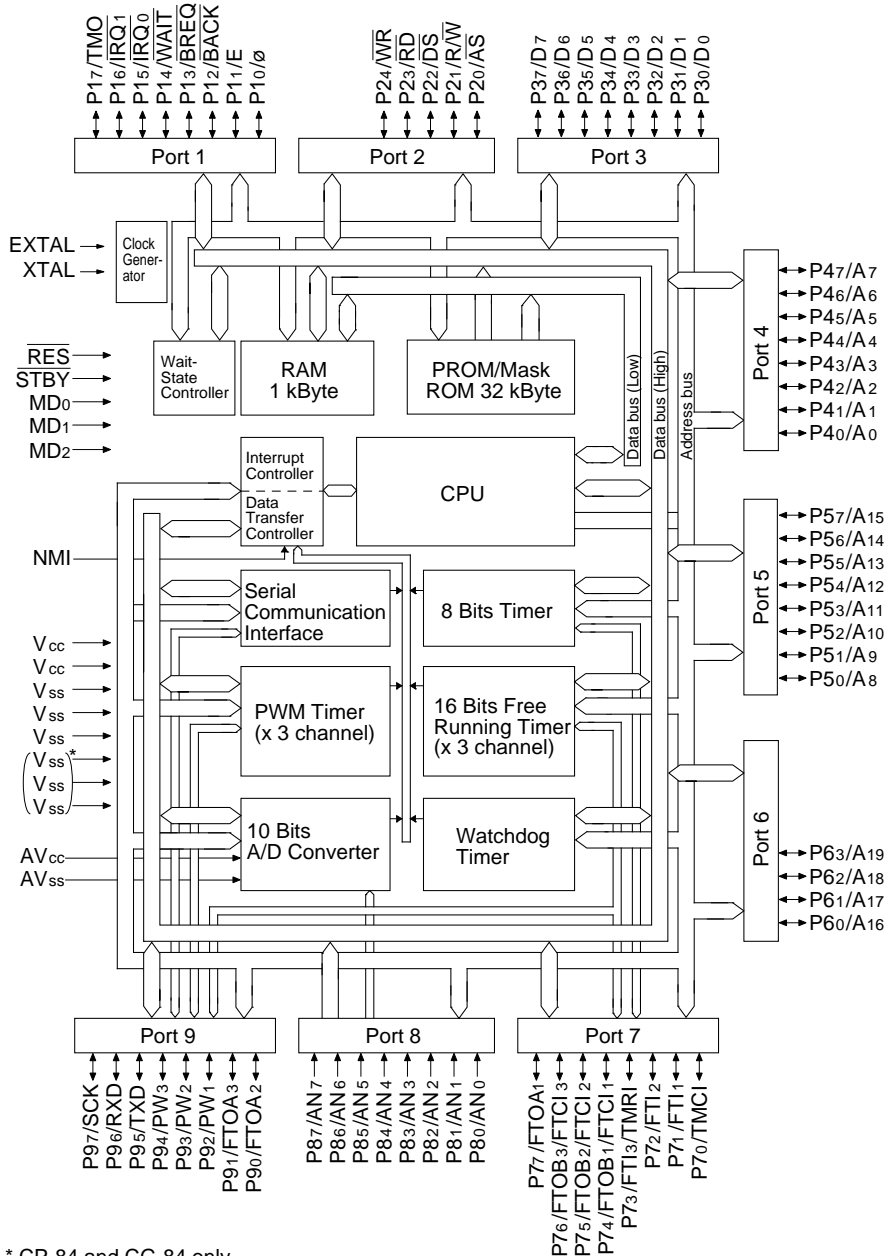 P17/TMO
P16/IRQ1
P15/IRQ0
P14/WAIT
P13/BREQ
P12/BACK
P11/E
P10/ø
P24/WR
P23/RD
P22/DS
P21/R/W
P20/AS
P37/D7
P36/D6
P35/D5
P34/D4
P33/D3
P32/D2
P31/D1
P30/D0
Port 1
Port 2
Port 3
EXTAL
XTAL
Clock
Gener-
ator
RES
STBY
MD0
MD1
MD2
Wait-
State
Controller
RAM
1 kByte
PROM/Mask
ROM 32 kByte
Data bus (Low)
Data bus (High)
Address bus
Port 4
P47/A7
P46/A6
P45/A5
P44/A4
P43/A3
P42/A2
P41/A1
P40/A0
Interrupt
Controller
Data
Transfer
Controller
CPU
NMI
Serial
Communication
Interface
8 Bits Timer
Port 5
P57/A15
P56/A14
P55/A13
P54/A12
P53/A11
P52/A10
P51/A9
P50/A8
Vcc
Vcc
Vss
Vss
Vss
(Vss)*
Vss
Vss
PWM Timer
(x 3 channel)
16 Bits Free
Running Timer
(x 3 channel)
AVcc
AVss
10 Bits
A/D Converter
Watchdog
Timer
Port 6
P63/A19
P62/A18
P61/A17
P60/A16
Port 9
Port 8
Port 7
P97/SCK
P96/RXD
P95/TXD
P94/PW3
P93/PW2
P92/PW1
P91/FTOA3
P90/FTOA2
P87/AN7
P86/AN6
P85/AN5
P84/AN4
P83/AN3
P82/AN2
P81/AN1
P80/AN0
P77/FTOA1
P76/FTOB3/FTCI3
P75/FTOB2/FTCI2
P74/FTOB1/FTCI1
P73/FTI3/TMRI
P72/FTI2
P71/FTI1
P70/TMCI